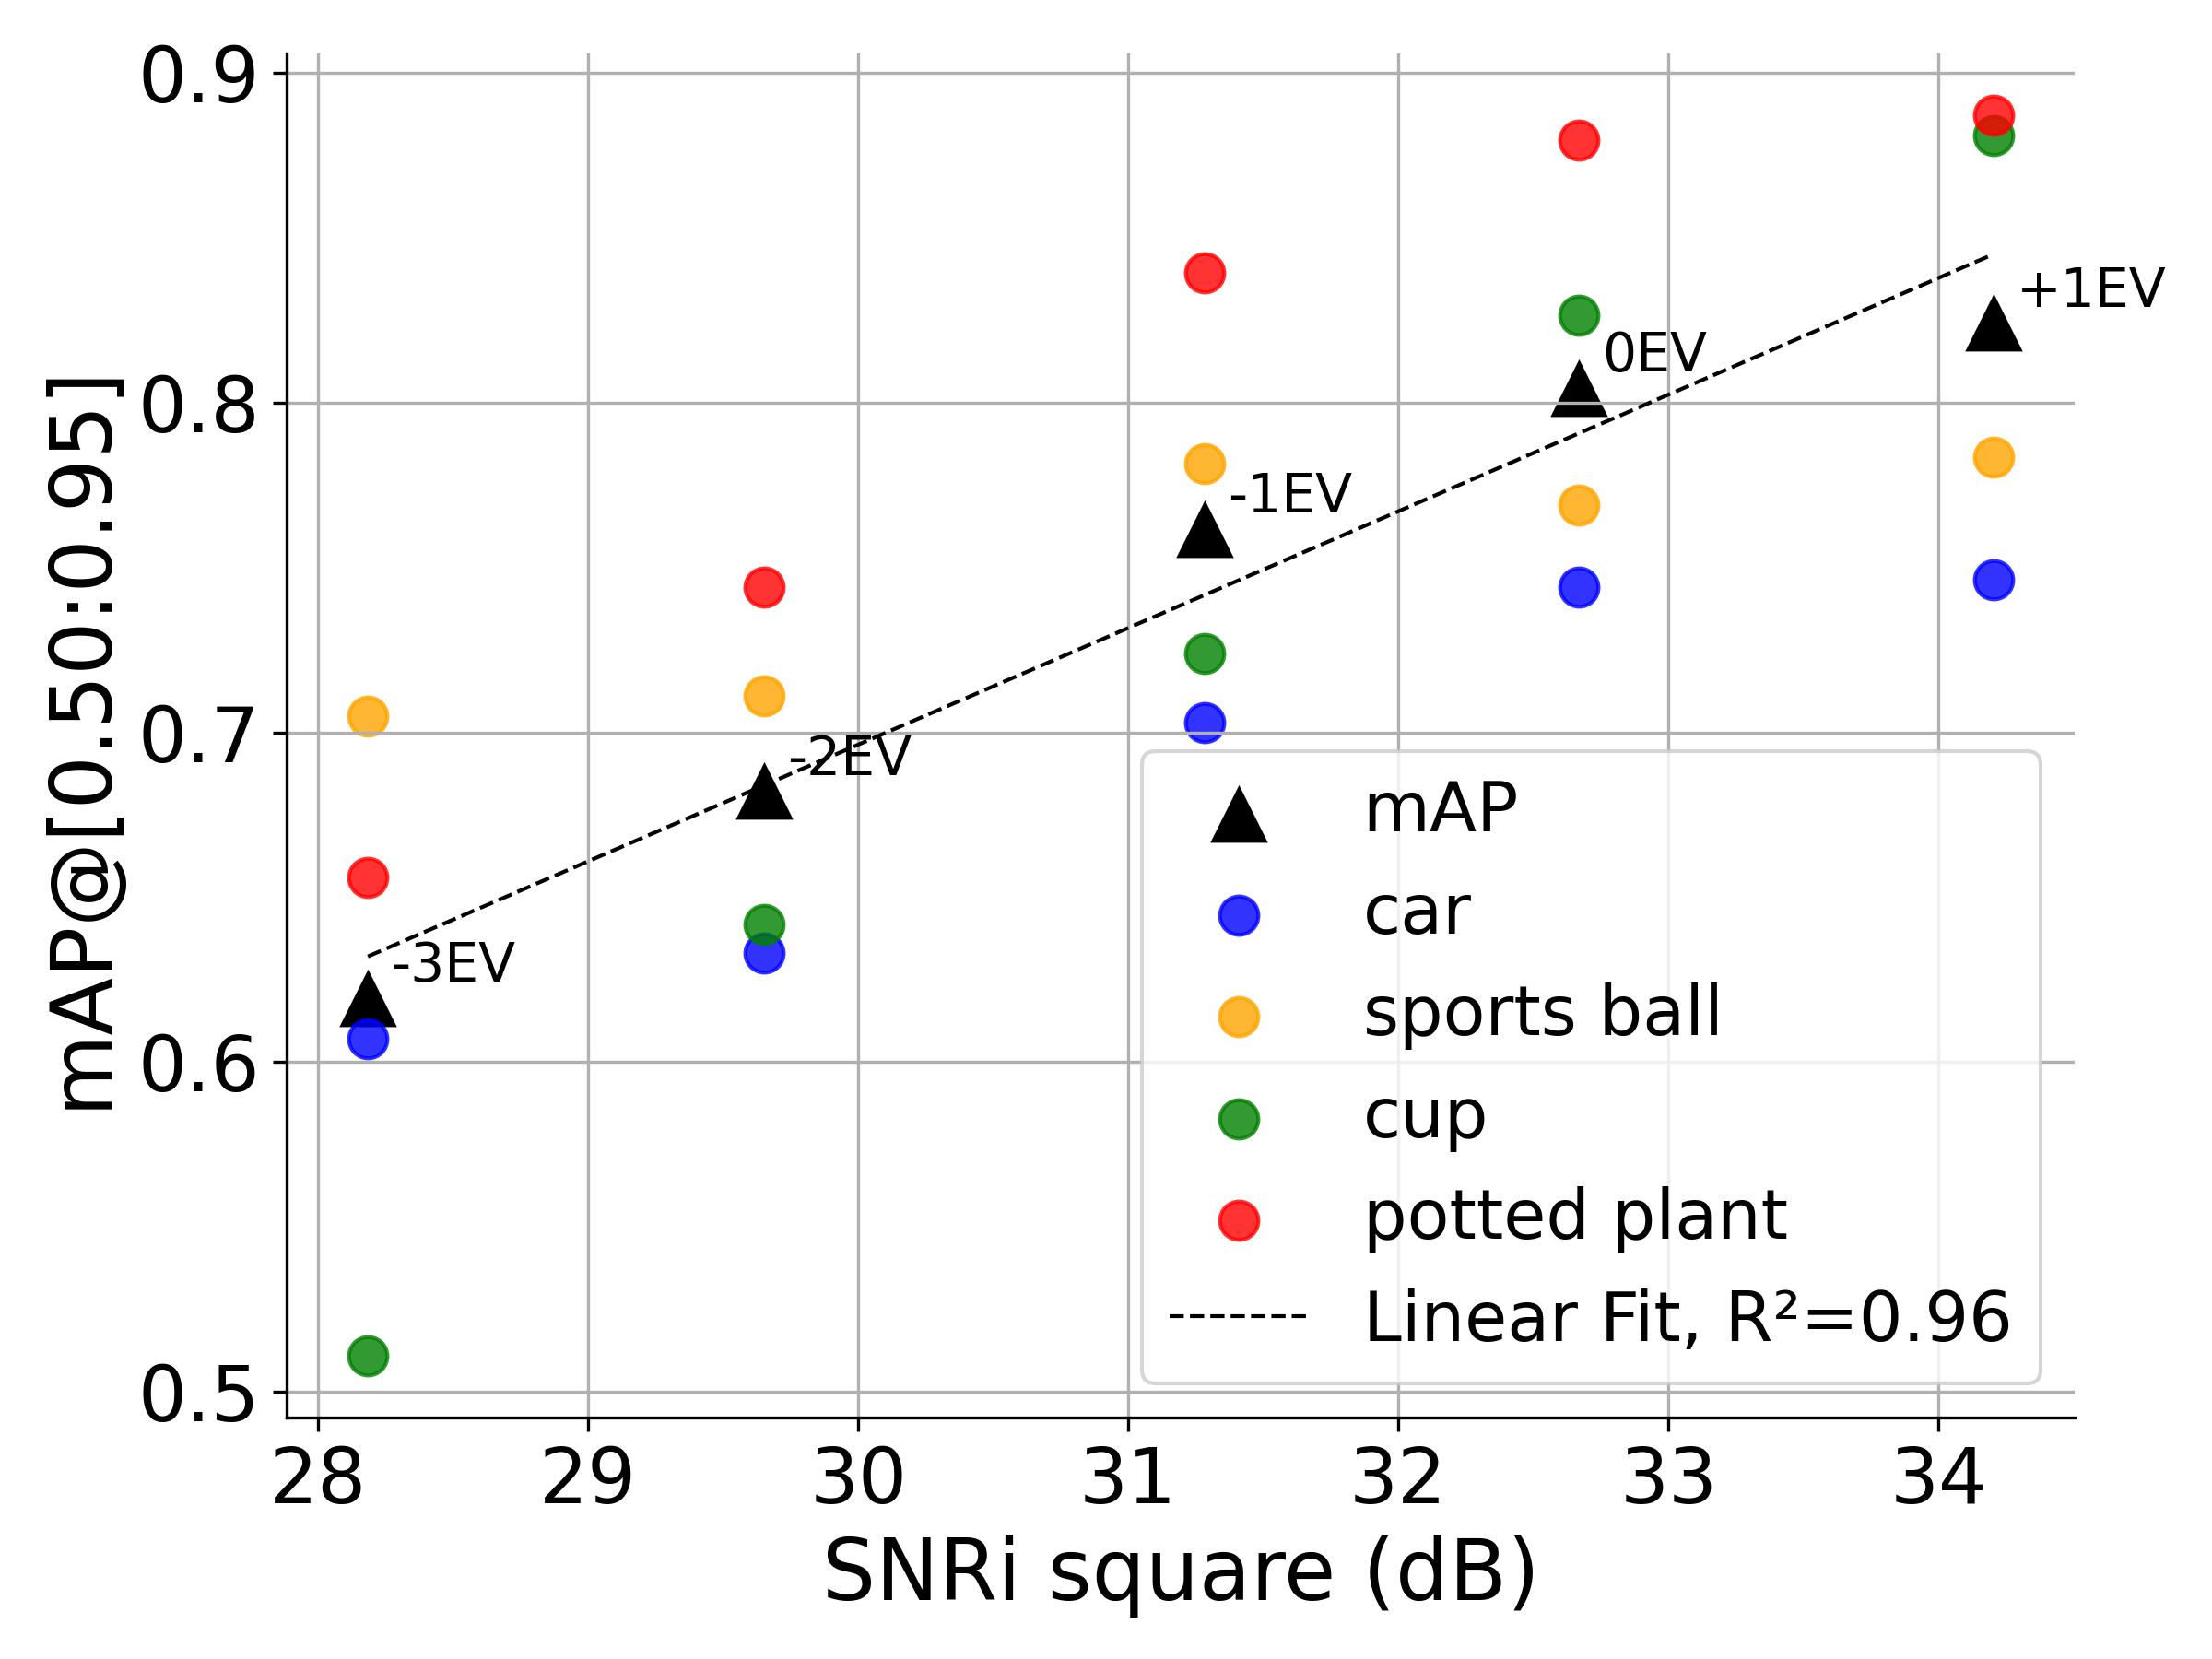 mAP@[0.50:0.95]
0.9
0.8
0.7
0.6
0.5
+1EV
0EV
-1EV
-2EV
-3EV
mAP
car
sports ball
cup
potted plant
Linear Fit, R²=0.96
28 29 30 31 32 33 34
SNRi square (dB)